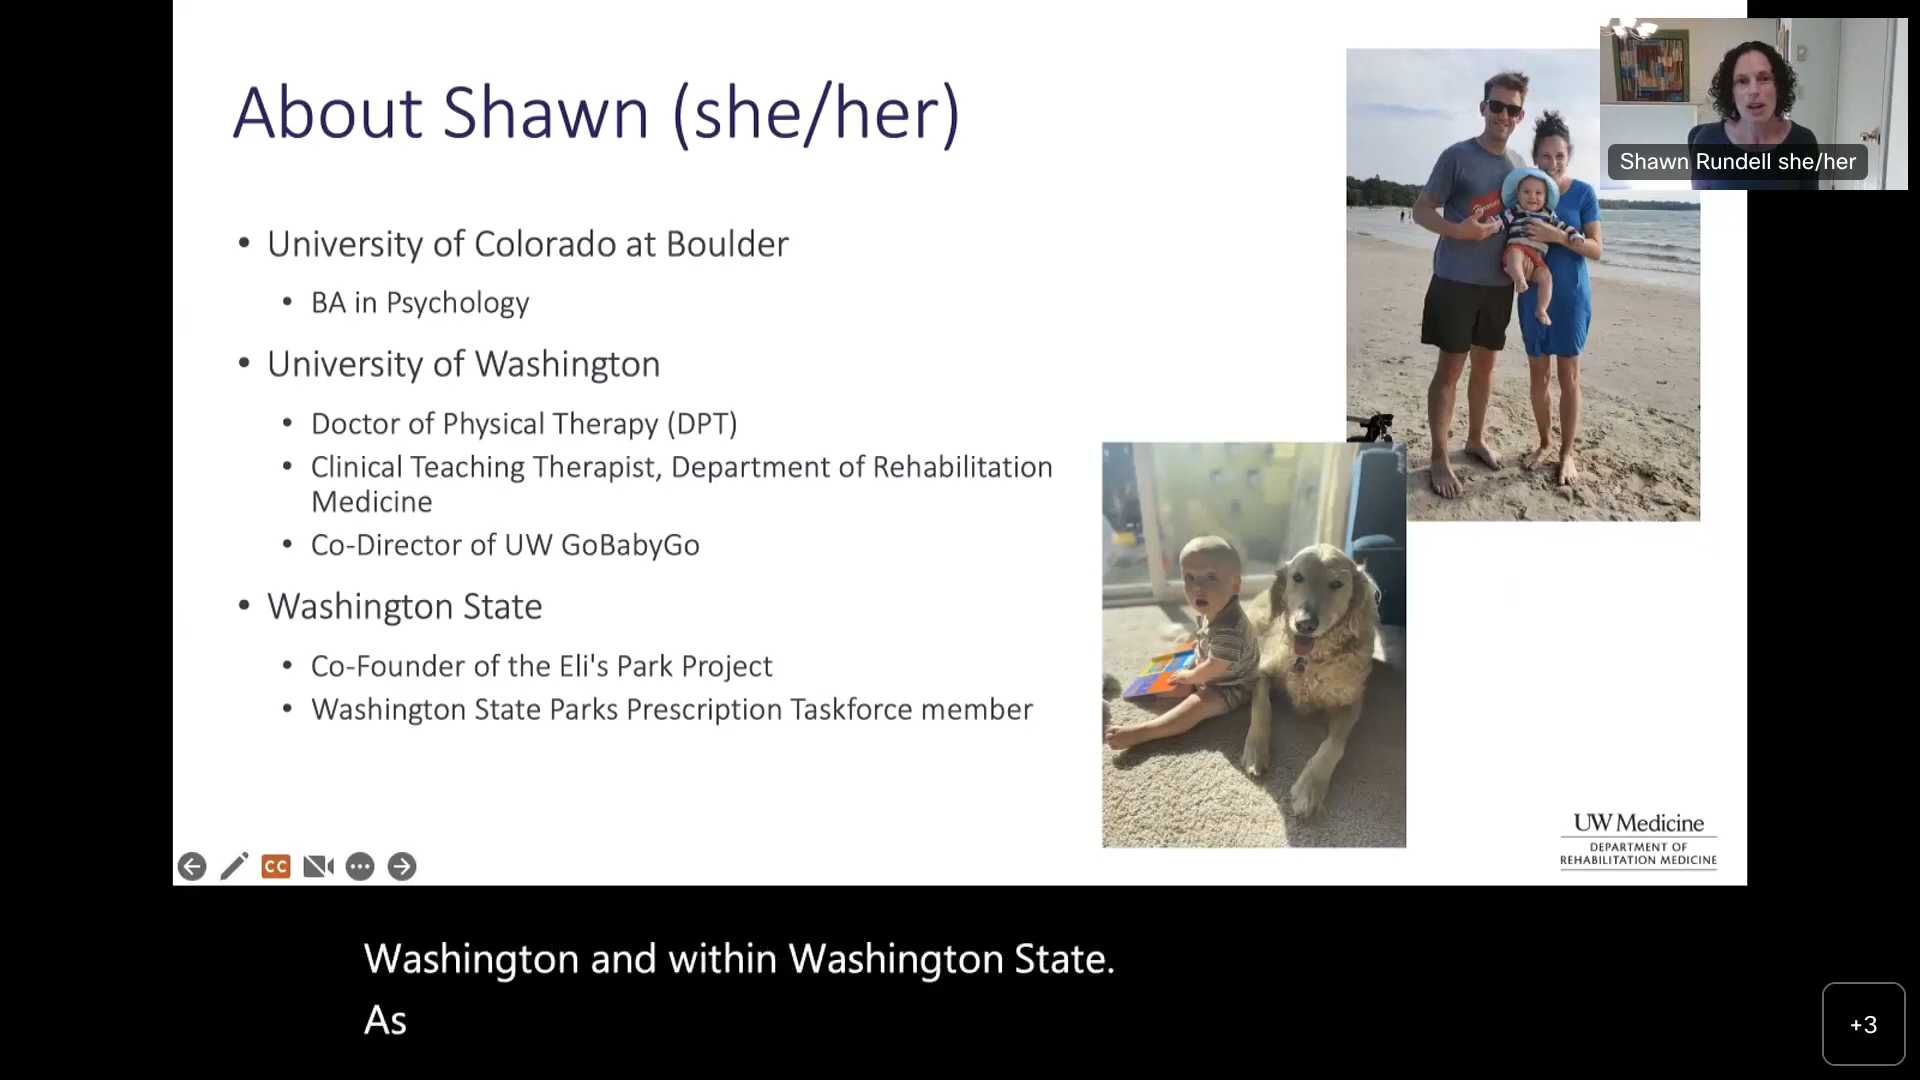 About Shawn (she/her)
Shawn Rundell she/her
• University of Colorado at Boulder
• BA in Psychology
• University of Washington
• Doctor of Physical Therapy (DPT)
• Clinical Teaching Therapist, Department of Rehabilitation
Medicine
• Co-Director of UW GoBabyGo
• Washington State
• Co-Founder of the Eli's Park Project
• Washington State Parks Prescription Taskforce member
UW Medicine
DEPARTMENT OF
REHABILITATION MEDICINE
CC
Washington and within Washington State.
As
+3